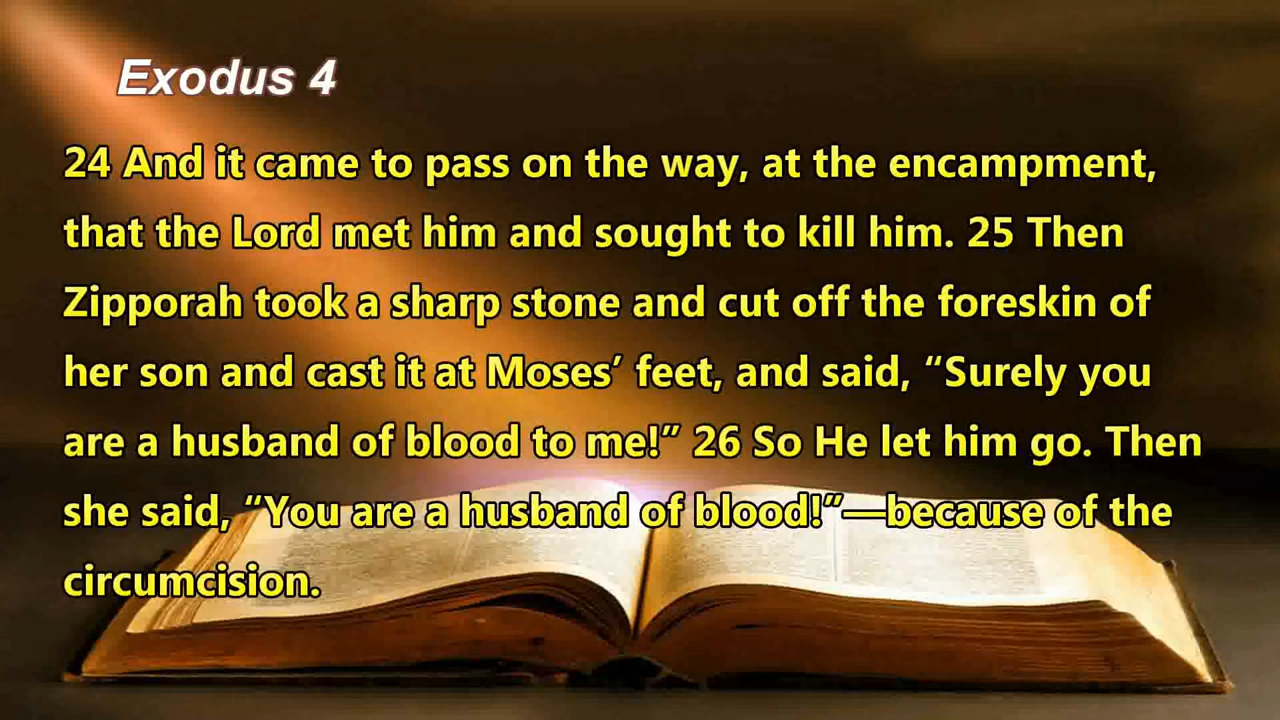 Exodus 4
24 And it came to pass on the way, at the encampment,
that the Lord met him and sought to kill him. 25 Then
Zipporah took a sharp stone and cut off the foreskin of
her son and cast it at Moses’ feet, and said, “Surely you
are a husband of blood to me!” 26 So He let him go. Then
she said, “You are a husband of blood!”—because of the
circumcision.